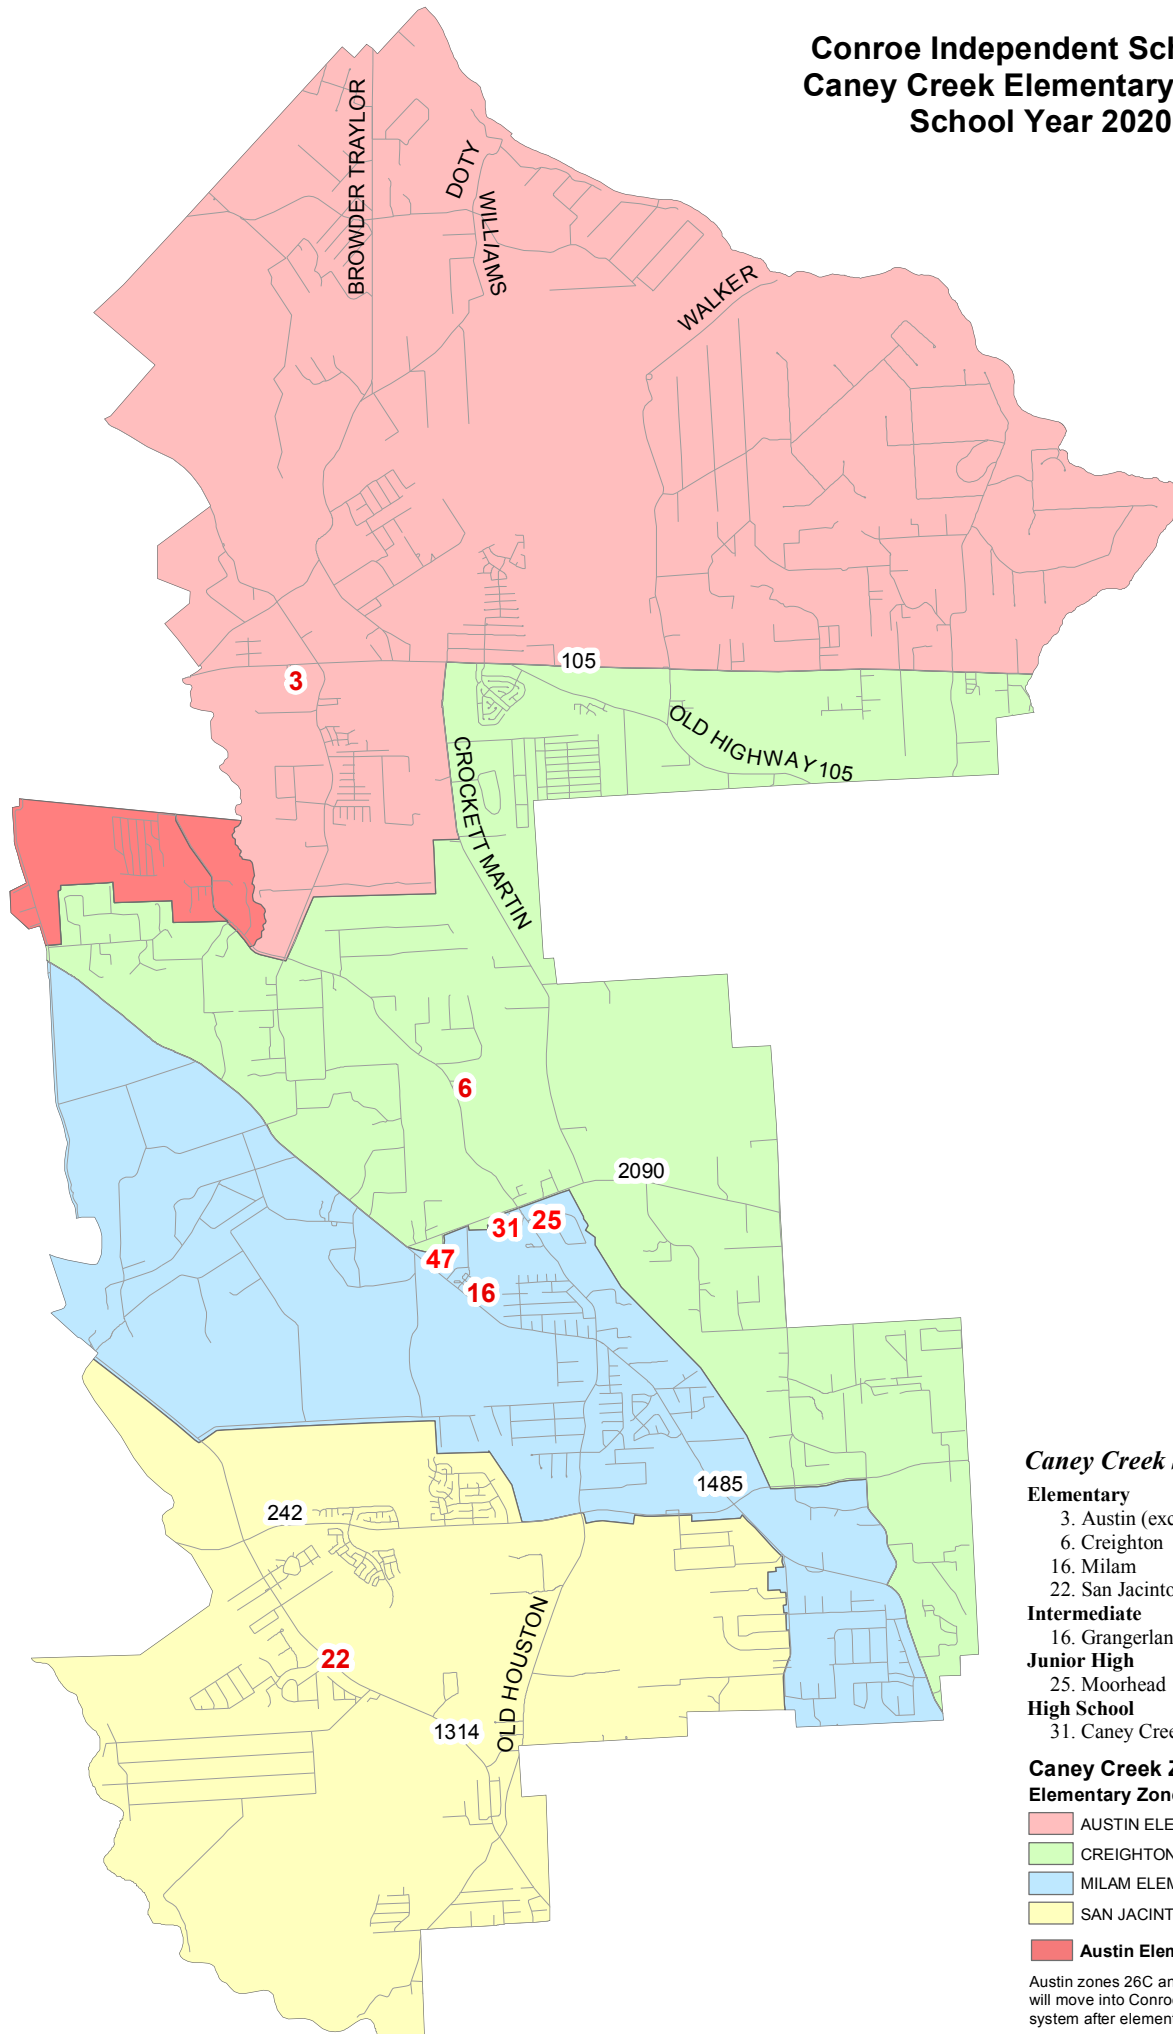 Conroe Independent Sch
Caney Creek Elementary
School Year 2020
BROWDER TRAYLOR
DOTY
WILLIAMS
WALKER
105
3
OLD HIGHWAY 105
CROCKETT MARTIN
6
2090
31
25
47
16
1485
242
OLD HOUSTON
22
1314
Caney Creek
Elementary
3. Austin (exc
6. Creighton
16. Milam
22. San Jacinto
Intermediate
16. Grangerlan
Junior High
25. Moorhead
High School
31. Caney Cree
Caney Creek Z
Elementary Zone
AUSTIN ELE
CREIGHTON
MILAM ELEM
SAN JACINT
Austin Elem
Austin zones 26C an
will move into Conro
system after element